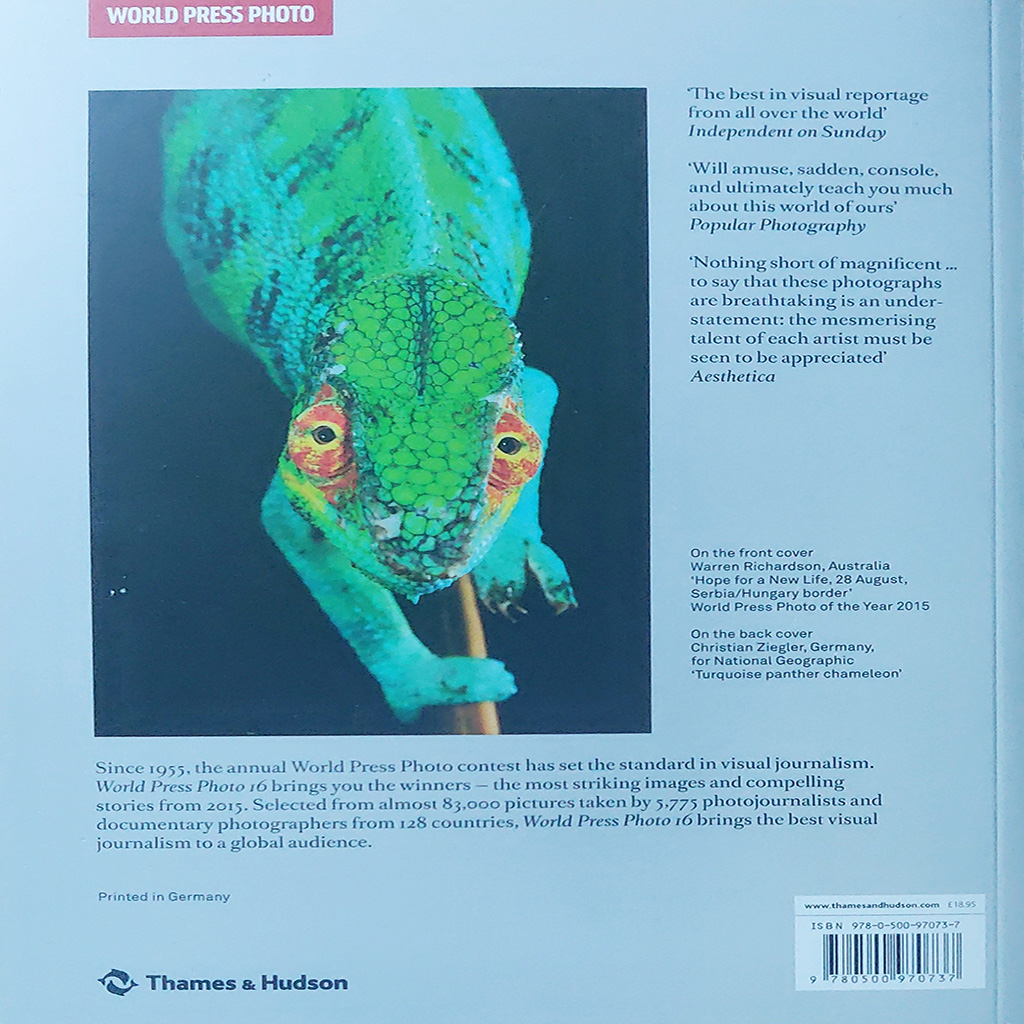 WORLD PRESS PHOTO
‘The best in visual reportage
from all over the world’
Independent on Sunday
‘Will amuse, sadden, console,
and ultimately teach you much
about this world of ours’
Popular Photography
‘Nothing short of magnificent ...
to say that these photographs
are breathtaking is an under-
statement: the mesmerising
talent of each artist must be
seen to be appreciated’
Aesthetica
On the front cover
Warren Richardson, Australia
‘Hope for a New Life, 28 August,
Serbia/Hungary border’
World Press Photo of the Year 2015
On the back cover
Christian Ziegler, Germany,
for National Geographic
‘Turquoise panther chameleon’
Since 1955, the annual World Press Photo contest has set the standard in visual journalism.
World Press Photo 16 brings you the winners – the most striking images and compelling
stories from 2015. Selected from almost 83,000 pictures taken by 5,775 photojournalists and
documentary photographers from 128 countries, World Press Photo 16 brings the best visual
journalism to a global audience.
Printed in Germany
Thames & Hudson
www.thamesandhudson.com £18.95
ISBN 978-0-500-97073-7
9 780500 970737